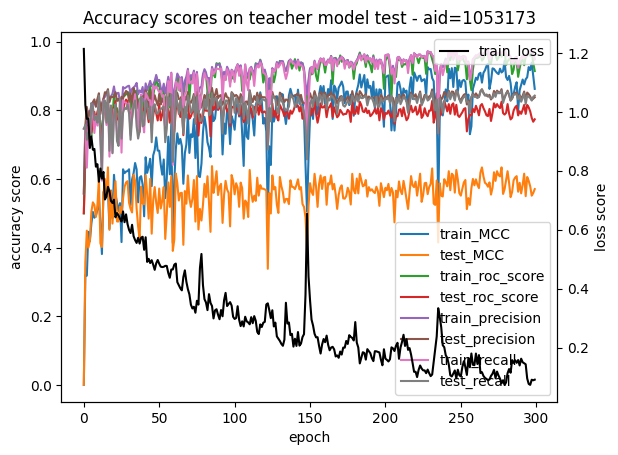 Accuracy scores on teacher model test - aid=1053173
train_loss
1.0
0.8
0.6
0.4
0.2
0.0
accuracy score
1.2
1.0
0.8
0.6
0.4
0.2
loss score
train_MCC
test_MCC
train_roc_score
test_roc_score
train_precision
test_precision
train_recall
test_recall
0
50
100
150
200
250
300
epoch